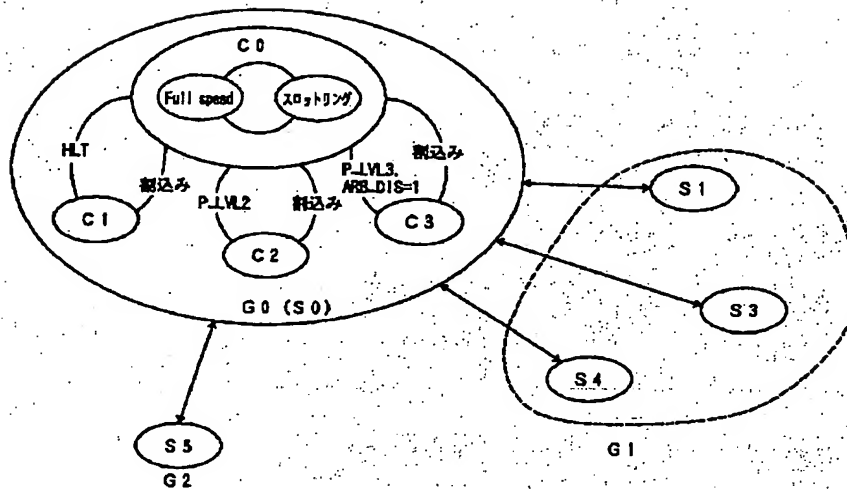 C0
Full speed
スロットリング
HLT
割込み
P_LVL2
割込み
P_LVL3,
ARB_DIS=1
割込み
C1
C2
C3
G0 (S0)
S1
S3
S4
G1
S5
G2